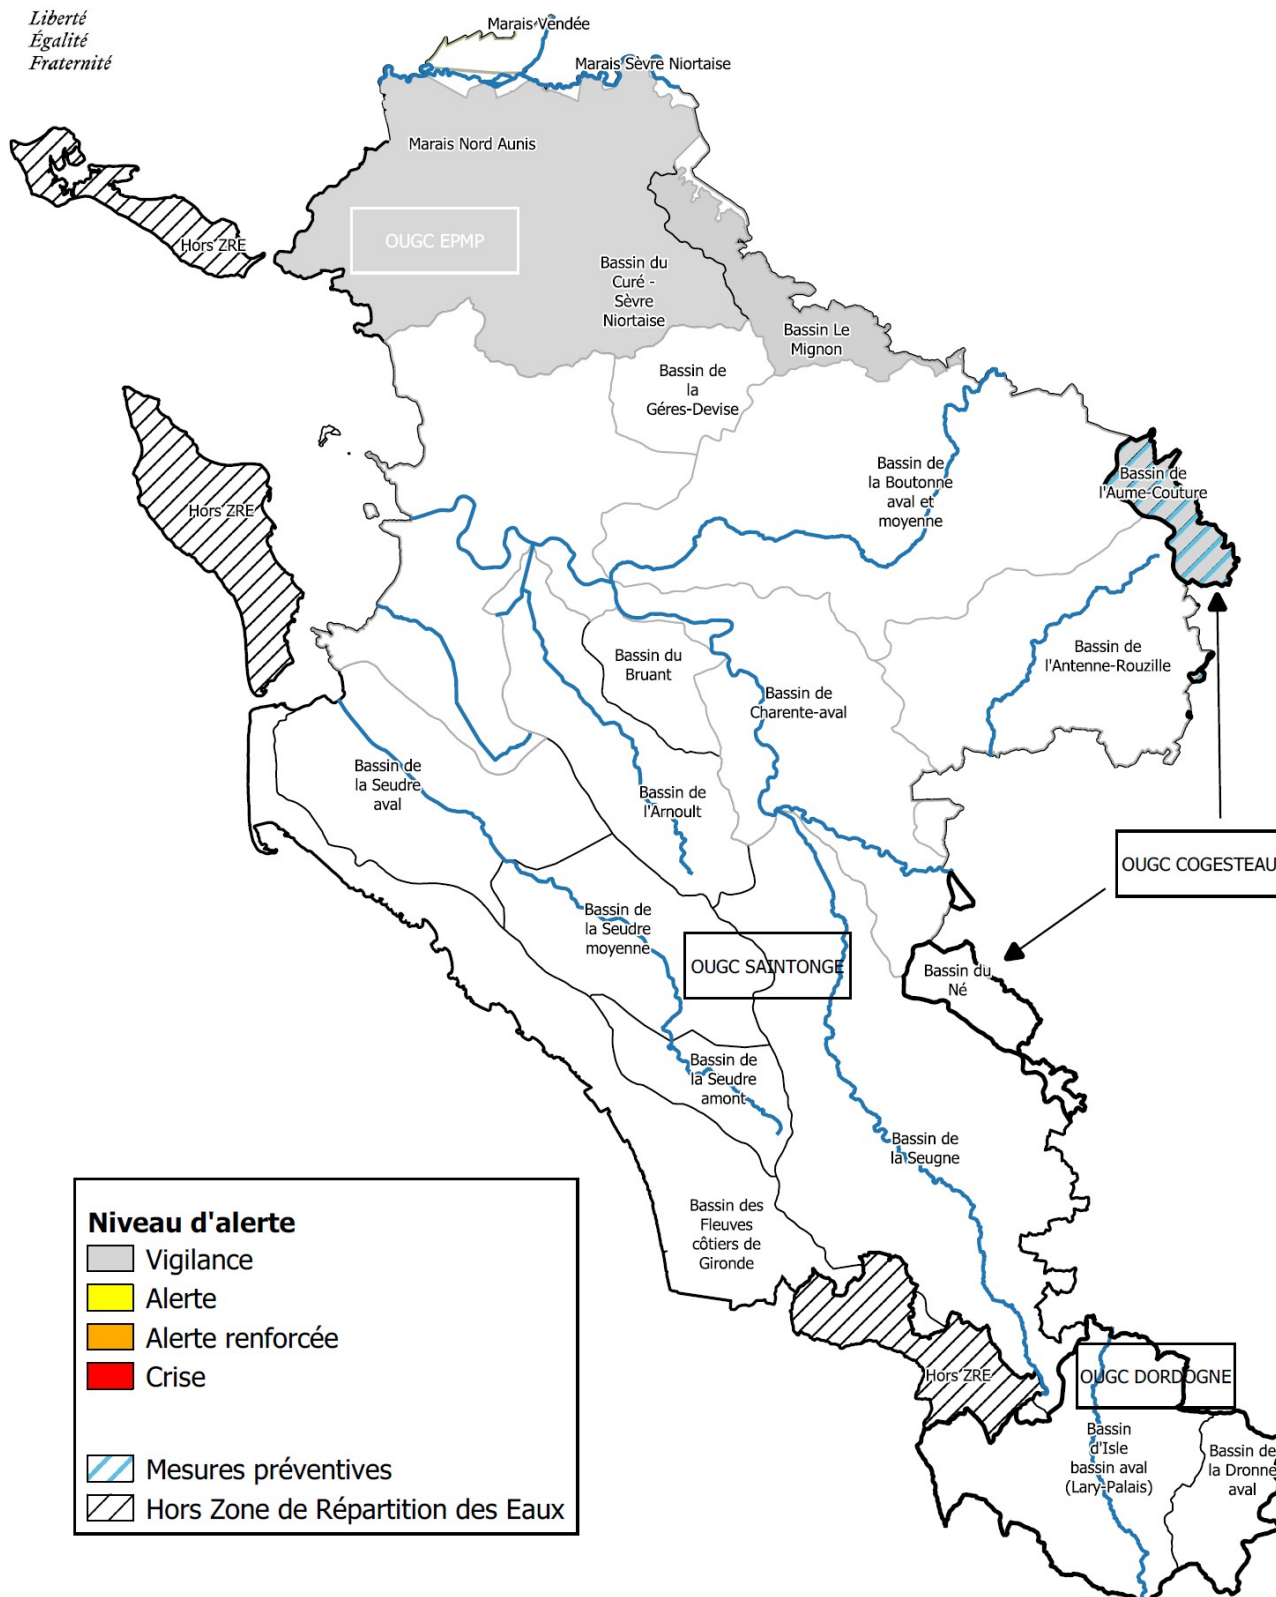 Liberté
Égalité
Fraternité
Marais Vendée
Marais Sèvre Niortaise
Marais Nord Aunis
Hors ZRE
OUGC EPMP
Bassin du
Curé -
Sèvre
Niortaise
Bassin Le
Mignon
Bassin de
la
Géres-Devise
Hors ZRE
Bassin de
la Boutonne
aval et
moyenne
Bassin de
l'Aume-Couture
Bassin du
Bruant
Bassin de
l'Antenne-Rouzille
Bassin de
Charente-aval
Bassin de
la Seudre
aval
Bassin de
l'Arnoult
OUGC COGESTEAU
Bassin de
la Seudre
moyenne
OUGC SAINTONGE
Bassin du
Né
Bassin de
la Seudre
amont
Bassin de
la Seugne
Bassin des
Fleuves
côtiers de
Gironde
Hors ZRE
OUGC DORDOGNE
Bassin
d'Isle
bassin aval
(Lary-Palais)
Bassin de
la Dronne
aval
Niveau d'alerte
Vigilance
Alerte
Alerte renforcée
Crise
Mesures préventives
Hors Zone de Répartition des Eaux